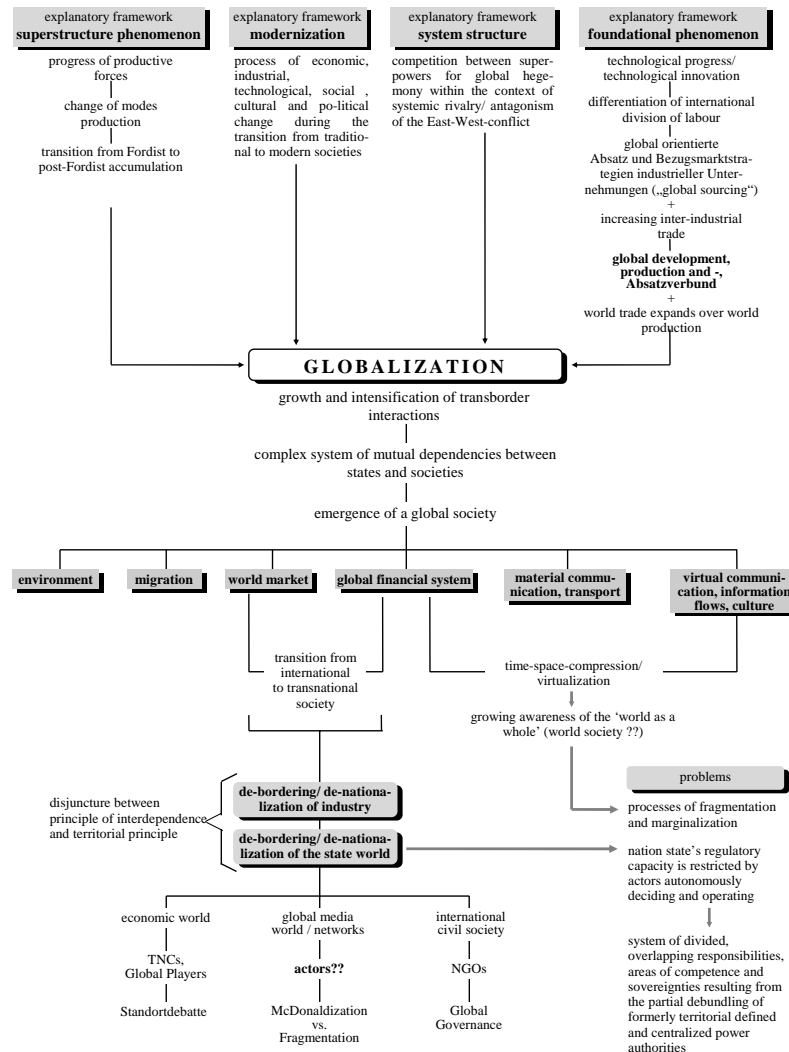 explanatory framework
superstructure phenomenon
progress of productive
forces
change of modes
production
transition from Fordist to
post-Fordist accumulation
explanatory framework
modernization
process of economic,
industrial,
technological, social ,
cultural and po-litical
change during the
transition from traditio-
nal to modern societies
explanatory framework
system structure
competition between super-
powers for global hege-
mony within the context of
systemic rivalry/ antagonism
of the East-West-conflict
explanatory framework
foundational phenomenon
technological progress/
technological innovation
differentiation of international
division of labour
global orientierte
Absatz und Bezugsmarktstra-
tegien industrieller Unter-
nehmungen („global sourcing“)
+
increasing inter-industrial
trade
global development,
production and -,
Absatzverbund
+
world trade expands over world
production
GLOBALIZATION
growth and intensification of transborder
interactions
complex system of mutual dependencies between
states and societies
emergence of a global society
environment
migration
world market
global financial system
material commu-
nication, transport
virtual communi-
cation, information
flows, culture
transition from
international
to transnational
society
time-space-compression/
virtualization
growing awareness of the ‘world as a
whole’ (world society ??)
disjuncture between
principle of interdependence
and territorial principle
de-bordering/ de-nationa-
lization of industry
de-bordering/ de-nationa-
lization of the state world
problems
processes of fragmentation
and marginalization
nation state’s regulatory
capacity is restricted by
actors autonomously
deciding and operating
system of divided,
overlapping responsibilities,
areas of competence and
sovereignties resulting from
the partial debundling of
formerly territorial defined
and centralized power
authorities
economic world
TNCs,
Global Players
Standortdebatte
global media
world / networks
actors??
McDonaldization
vs.
Fragmentation
international
civil society
NGOs
Global
Governance